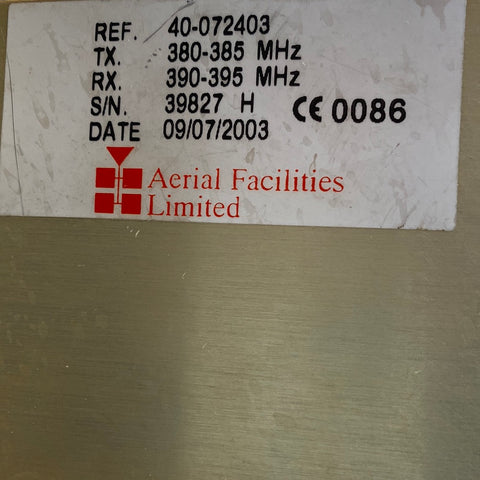 REF. 40-072403
TX. 380-385 MHz
RX. 390-395 MHz
S/N. 39827 H CE 0086
DATE 09/07/2003
Aerial Facilities
Limited